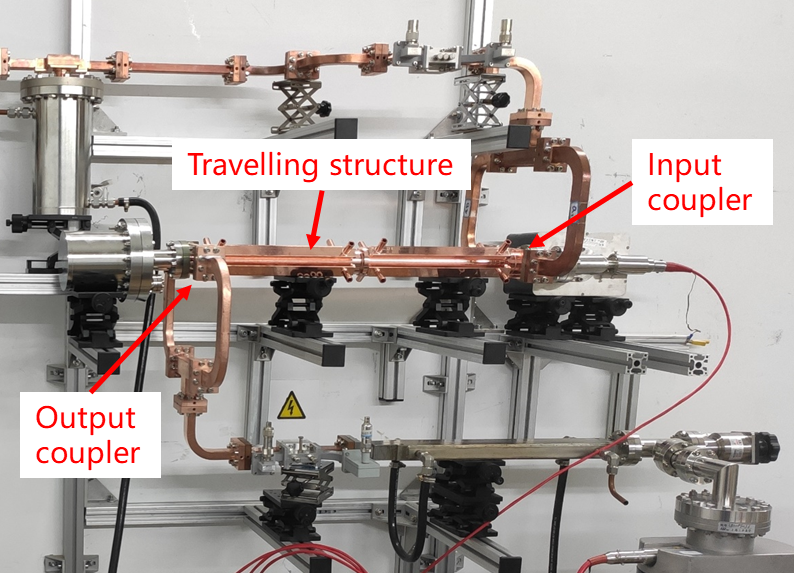 Travelling structure
Input
coupler
Output
coupler